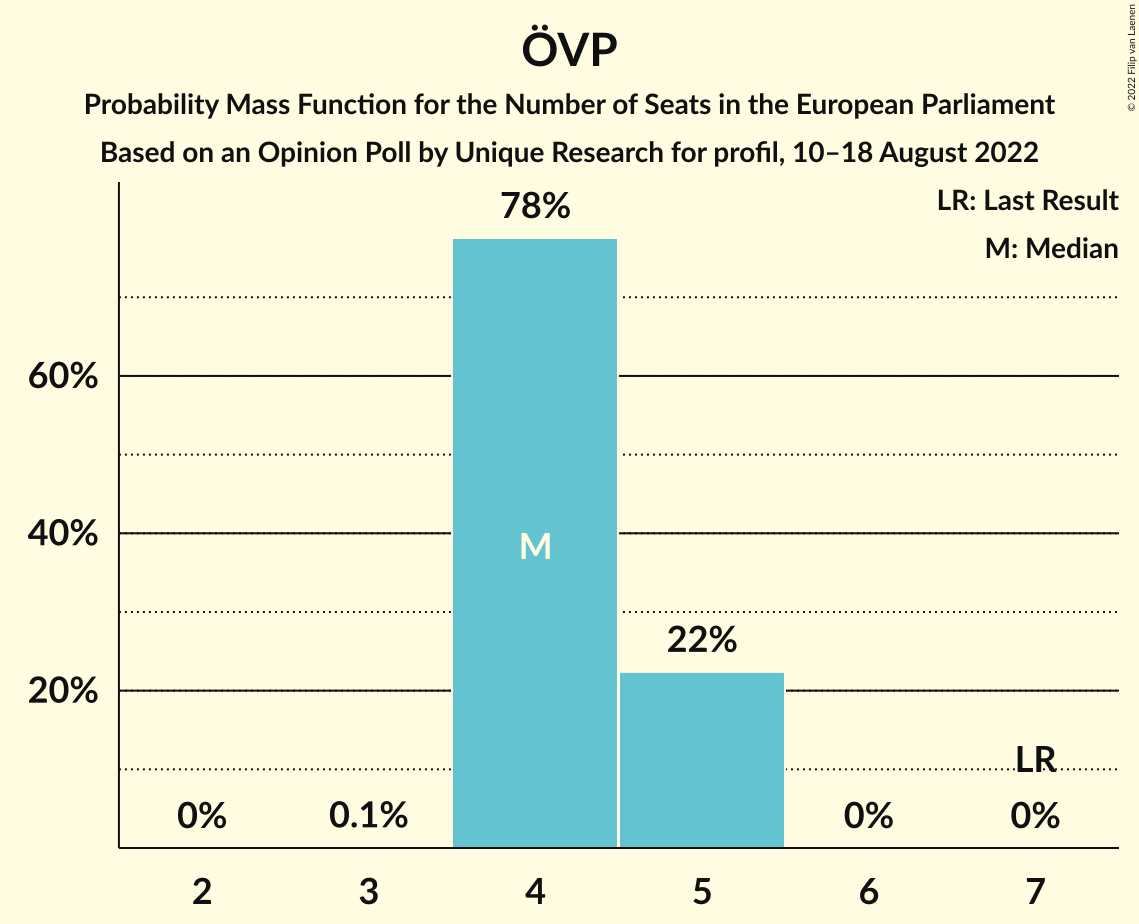 ÖVP
Probability Mass Function for the Number of Seats in the European Parliament
Based on an Opinion Poll by Unique Research for profil, 10–18 August 2022
© 2022 Filip van Laenen
LR: Last Result
M: Median
78%
60%
40%
M
22%
20%
LR
0%
0.1%
0%
0%
2
3
4
5
6
7